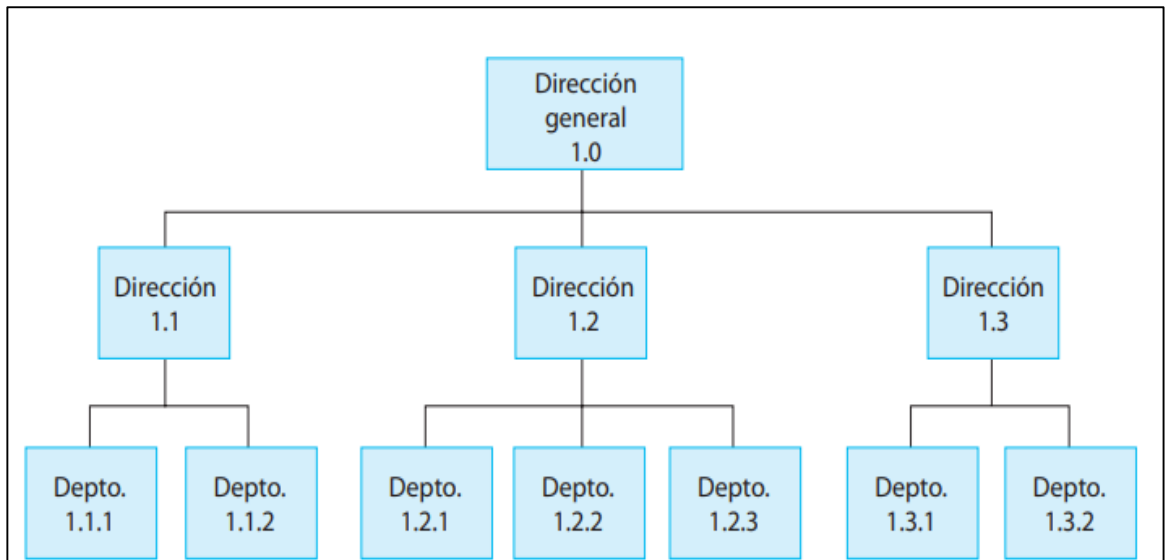 Dirección
general
1.0
Dirección
1.1
Dirección
1.2
Dirección
1.3
Depto.
1.1.1
Depto.
1.1.2
Depto.
1.2.1
Depto.
1.2.2
Depto.
1.2.3
Depto.
1.3.1
Depto.
1.3.2